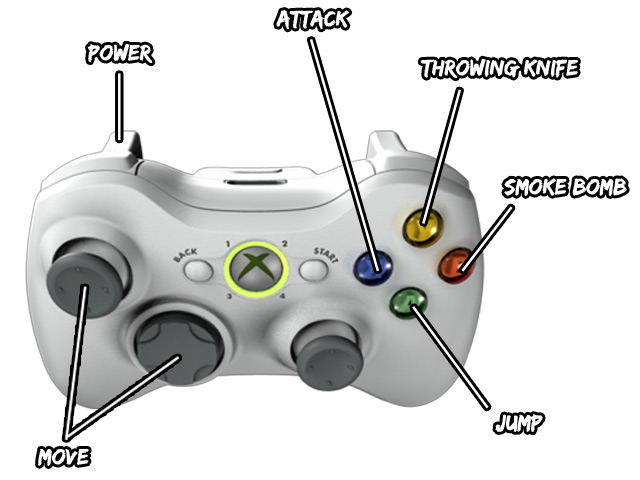 ATTACK
POWER
THROWING KNIFE
SMOKE BOMB
BACK
1
2
START
3
4
JUMP
MOVE